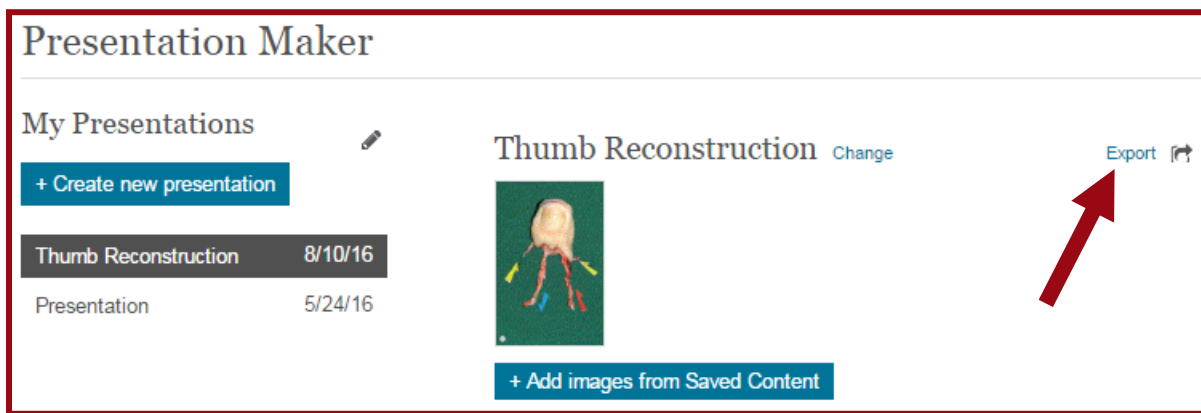 Presentation Maker
My Presentations
+ Create new presentation
Thumb Reconstruction 8/10/16
Presentation 5/24/16
Thumb Reconstruction Change
Export
+ Add images from Saved Content